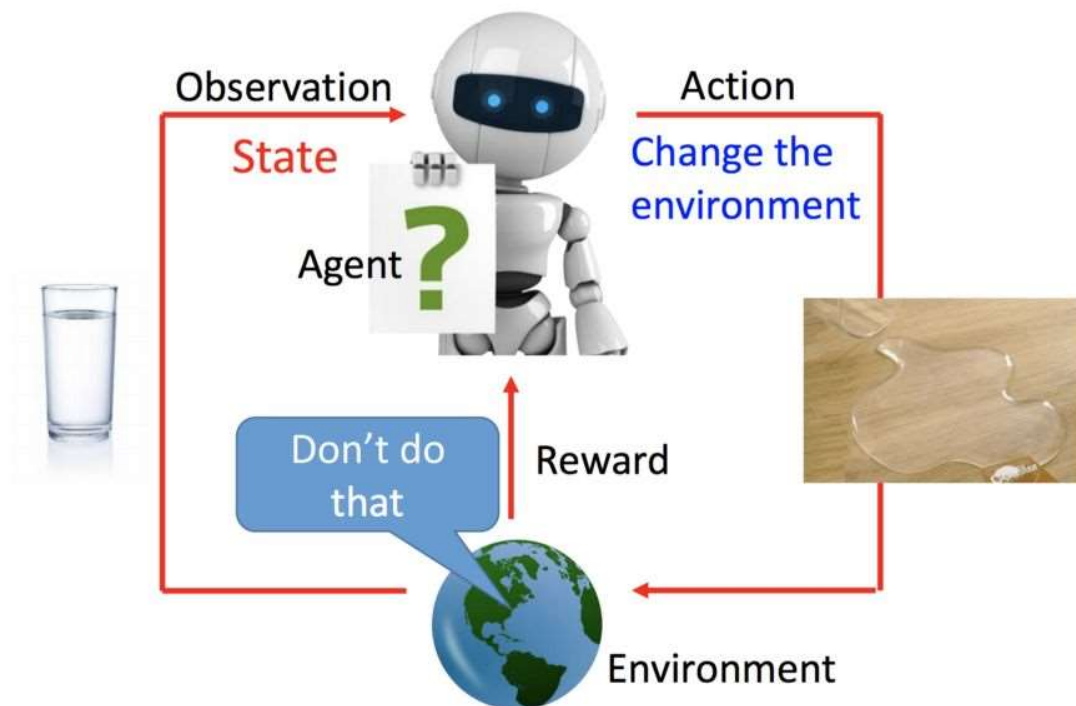 Observation
Action
State
Change the
environment
?
Agent
Don't do
that
Reward
Environment